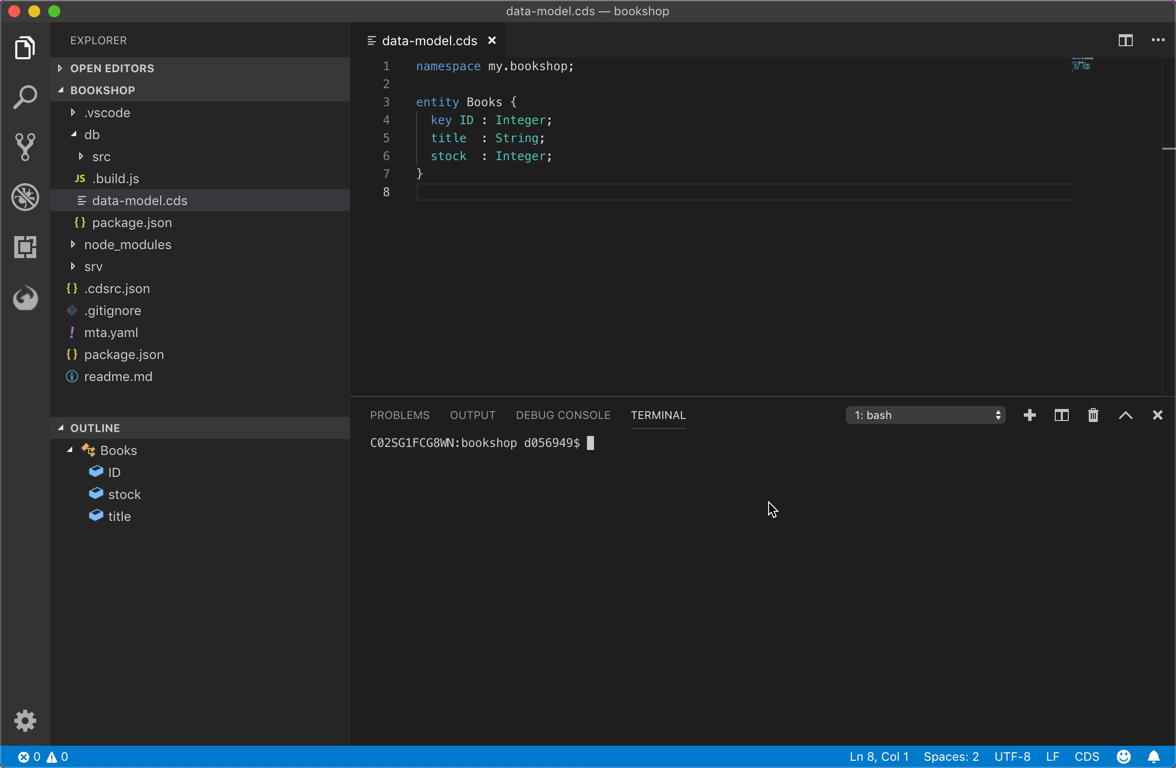 data-model.cds — bookshop
EXPLORER
OPEN EDITORS
BOOKSHOP
.vscode
db
src
JS .build.js
data-model.cds
{} package.json
node_modules
srv
{} .cdsrc.json
.gitignore
! mta.yaml
{} package.json
readme.md
OUTLINE
Books
ID
stock
title
data-model.cds
1 namespace my.bookshop;
2
3 entity Books {
4 key ID : Integer;
5 title : String;
6 stock : Integer;
7 }
8
PROBLEMS OUTPUT DEBUG CONSOLE TERMINAL 1: bash
C02SG1FCG8WN:bookshop d056949$
0 0 Ln 8, Col 1 Spaces: 2 UTF-8 LF CDS